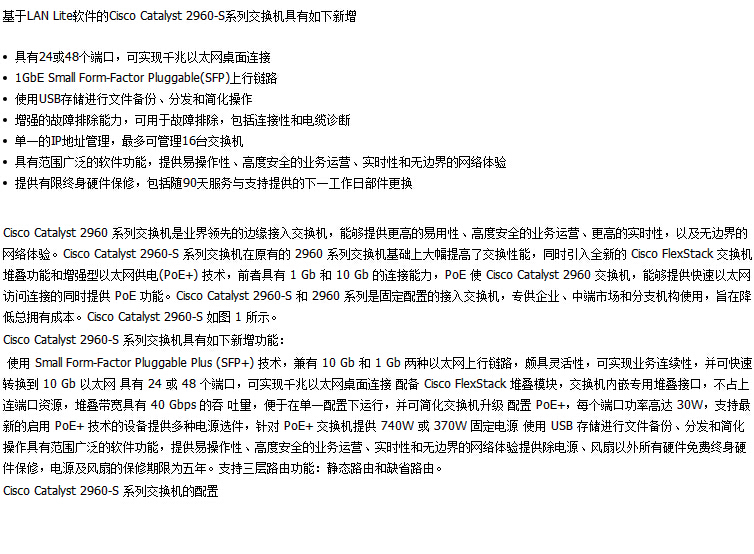 基于LAN Lite软件的Cisco Catalyst 2960-S系列交换机具有如下新增
• 具有24或48个端口，可实现千兆以太网桌面连接
• 1GbE Small Form-Factor Pluggable(SFP)上行链路
• 使用USB存储进行文件备份、分发和简化操作
• 增强的故障排除能力，可用于故障排除，包括连接性和电缆诊断
• 单一的IP地址管理，最多可管理16台交换机
• 具有范围广泛的软件功能，提供易操作性、高度安全的业务运营、实时性和无边界的网络体验
• 提供有限终身硬件保修，包括随90天服务与支持提供的下一工作日部件更换
Cisco Catalyst 2960 系列交换机是业界领先的边缘接入交换机，能够提供更高的易用性、高度安全的业务运营、更高的实时性，以及无边界的
网络体验。Cisco Catalyst 2960-S 系列交换机在原有的 2960 系列交换机基础上大幅提高了交换性能，同时引入全新的 Cisco FlexStack 交换机
堆叠功能和增强型以太网供电(PoE+) 技术，前者具有 1 Gb 和 10 Gb 的连接能力，PoE 使 Cisco Catalyst 2960 交换机，能够提供快速以太网
访问连接的同时提供 PoE 功能。Cisco Catalyst 2960-S 和 2960 系列是固定配置的接入交换机，专供企业、中端市场和分支机构使用，旨在降
低总拥有成本。Cisco Catalyst 2960-S 如图 1 所示。
Cisco Catalyst 2960-S 系列交换机具有如下新增功能：
使用 Small Form-Factor Pluggable Plus (SFP+) 技术，兼有 10 Gb 和 1 Gb 两种以太网上行链路，颇具灵活性，可实现业务连续性，并可快速
转换到 10 Gb 以太网 具有 24 或 48 个端口，可实现千兆以太网桌面连接 配备 Cisco FlexStack 堆叠模块，交换机内嵌专用堆叠接口，不占上
连端口资源，堆叠带宽具有 40 Gbps 的吞 吐量，便于在单一配置下运行，并可简化交换机升级 配置 PoE+，每个端口功率高达 30W，支持最
新的启用 PoE+ 技术的设备提供多种电源选件，针对 PoE+ 交换机提供 740W 或 370W 固定电源 使用 USB 存储进行文件备份、分发和简化
操作具有范围广泛的软件功能，提供易操作性、高度安全的业务运营、实时性和无边界的网络体验提供除电源、风扇以外所有硬件免费终身硬
件保修，电源及风扇的保修期限为五年。支持三层路由功能：静态路由和缺省路由。
Cisco Catalyst 2960-S 系列交换机的配置